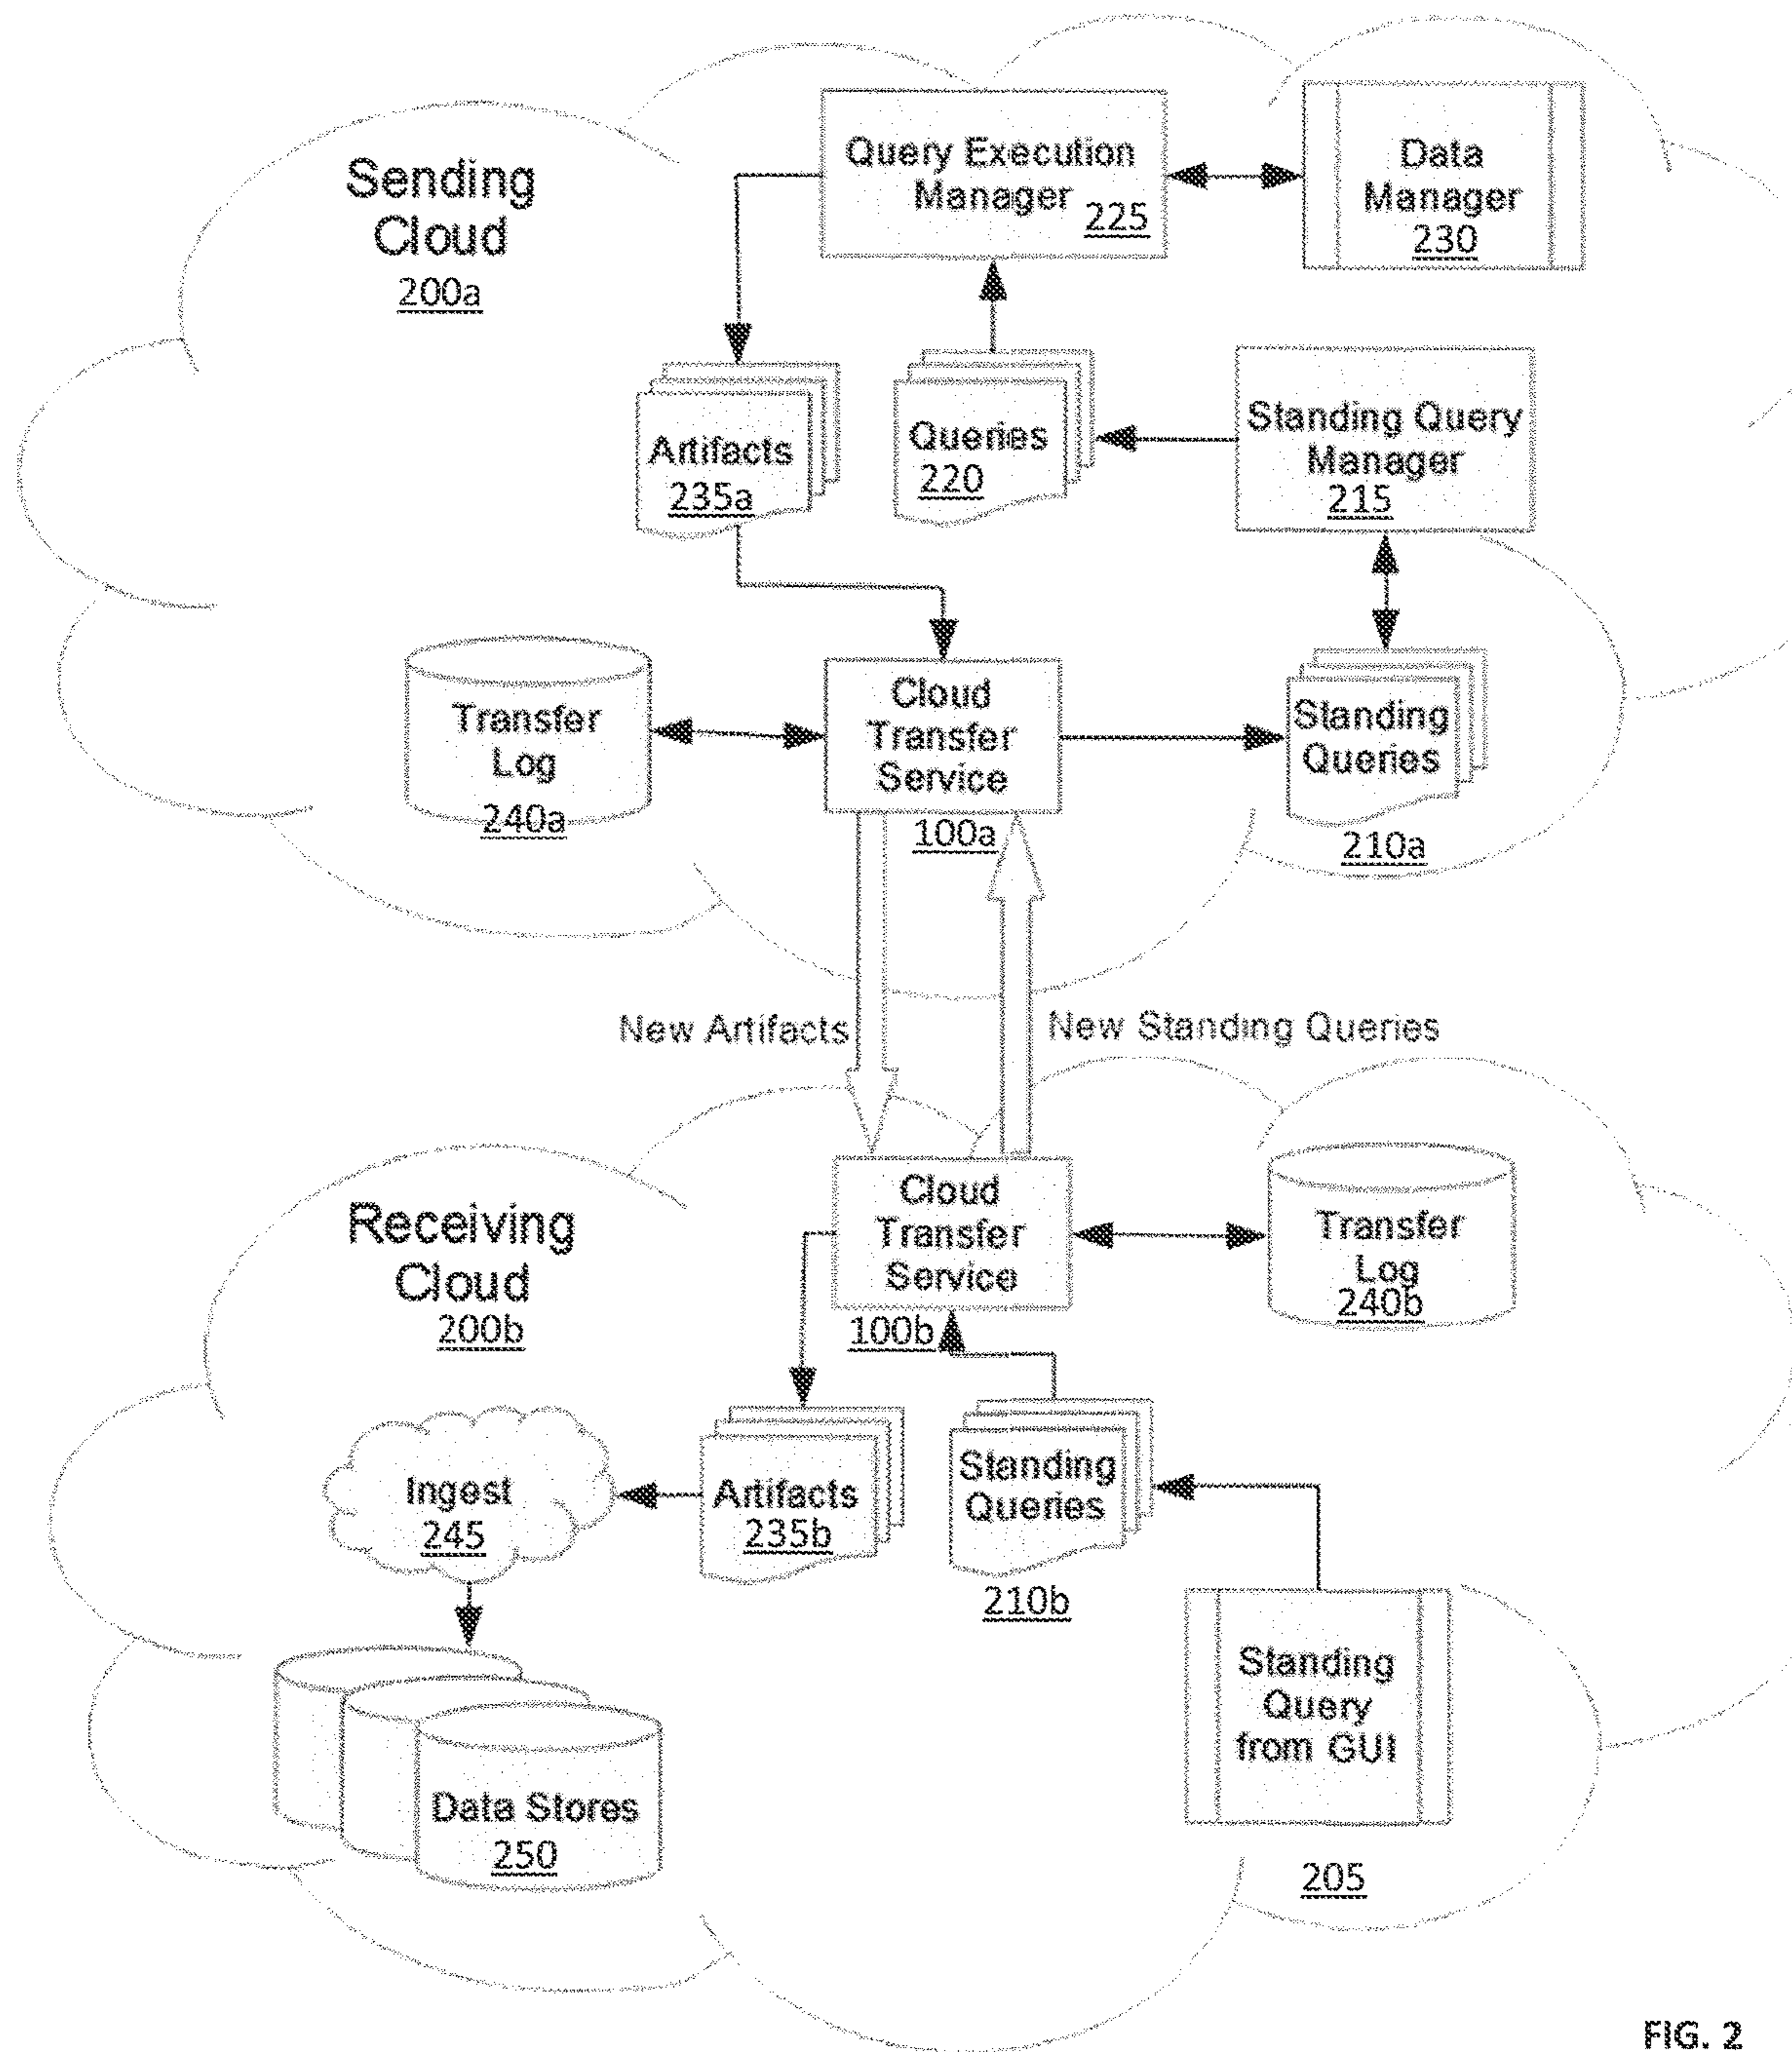 Sending
Cloud
200a
Query Execution
Manager
225
Data
Manager
230
Artifacts
235a
Queries
220
Standing Query
Manager
215
Transfer
Log
240a
Cloud
Transfer
Service
100a
Standing
Queries
210a
New Artifacts
New Standing Queries
Receiving
Cloud
200b
Cloud
Transfer
Service
100b
Transfer
Log
240b
Ingest
245
Artifacts
235b
Standing
Queries
210b
Data Stores
250
Standing
Query
from GUI
205
FIG. 2